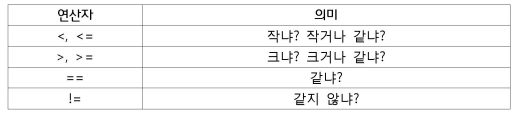 연산자 의미
<, <= 작냐? 작거나 같냐?
>, >= 크냐? 크거나 같냐?
== 같냐?
!= 같지 않냐?